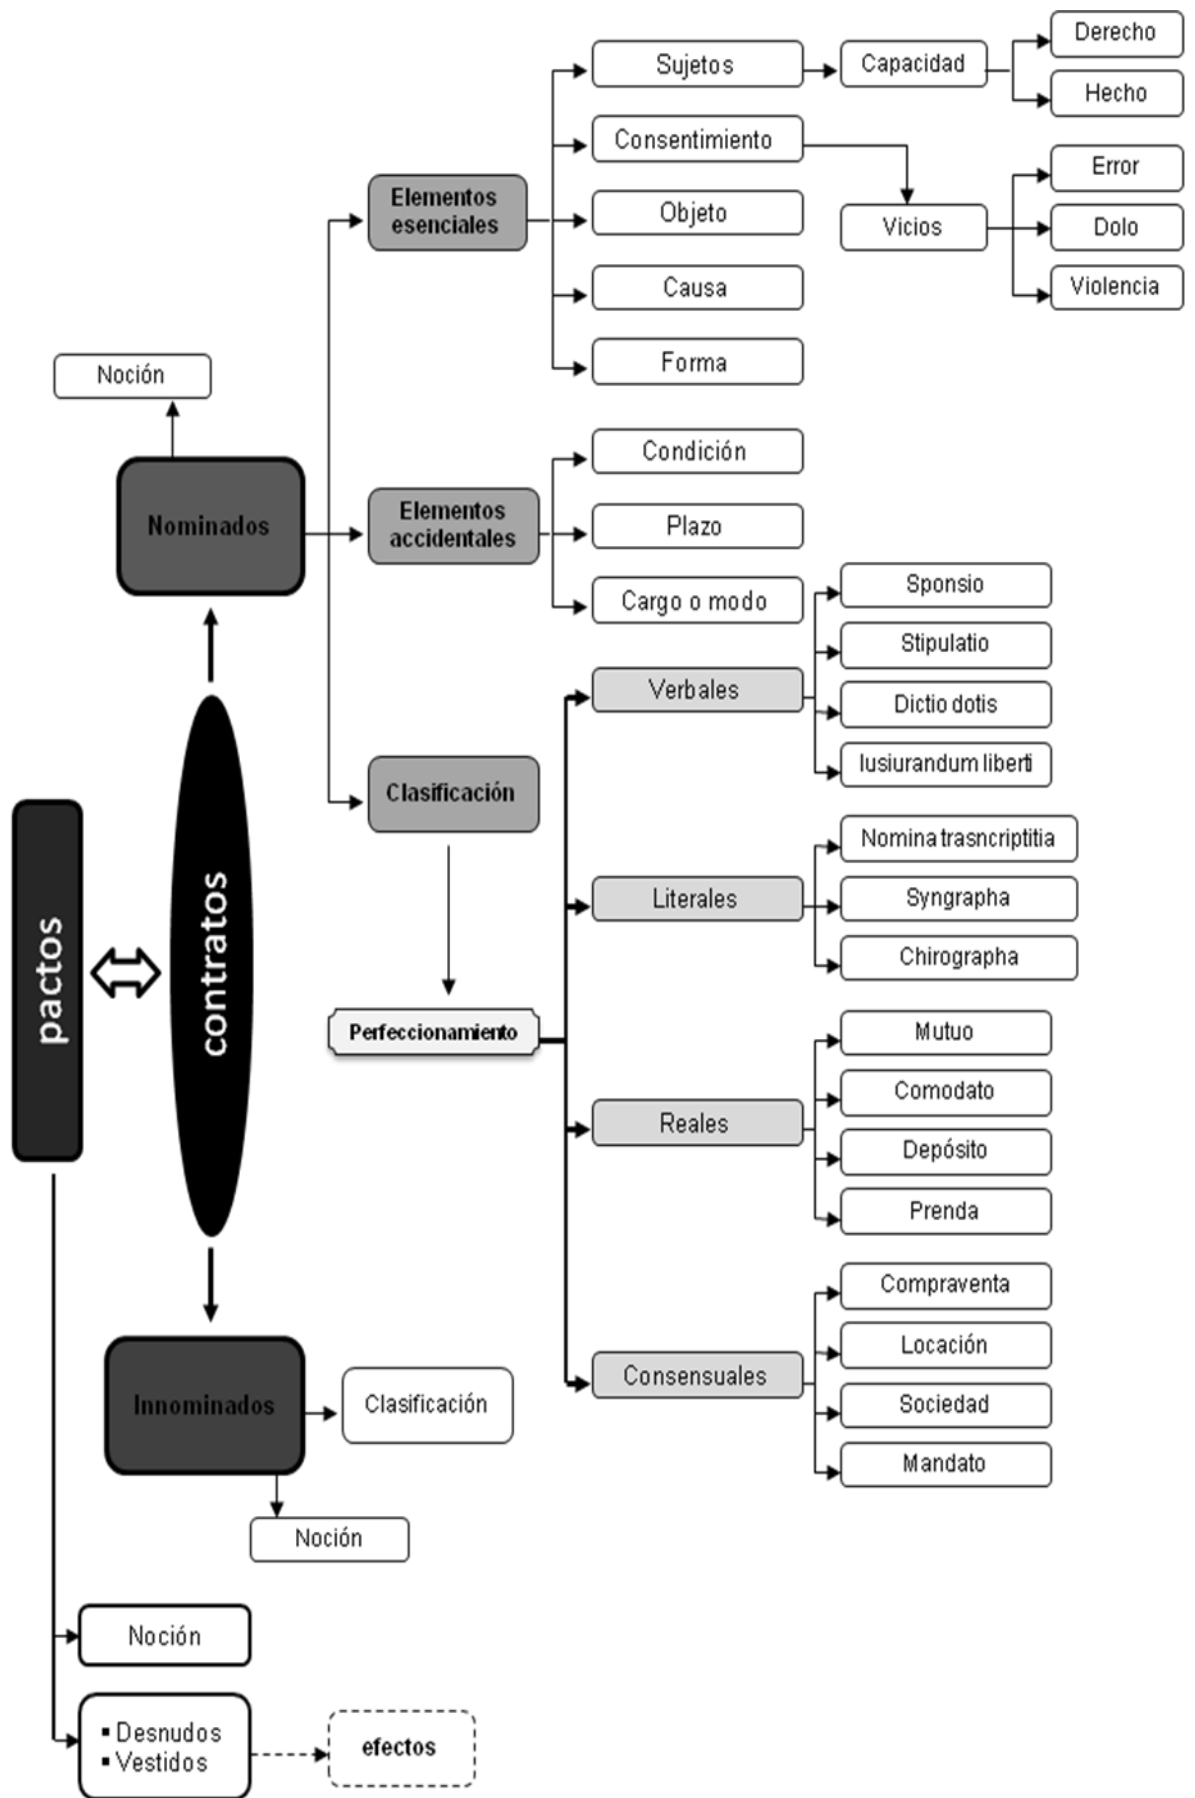 Derecho
Sujetos
Capacidad
Hecho
Consentimiento
Error
Elementos
esenciales
Objeto
Vicios
Dolo
Causa
Violencia
Forma
Noción
Condición
Nominados
Elementos
accidentales
Plazo
Cargo o modo
Sponsio
Stipulatio
Verbales
Dictio dotis
Iusiurandum liberti
Clasificación
Nomina trasncriptitia
Literales
Syngrapha
Chirographa
pactos
contratos
Perfeccionamiento
Mutuo
Comodato
Reales
Depósito
Prenda
Compraventa
Locación
Consensuales
Sociedad
Mandato
Innominados
Clasificación
Noción
Noción
▪ Desnudos
▪ Vestidos
efectos